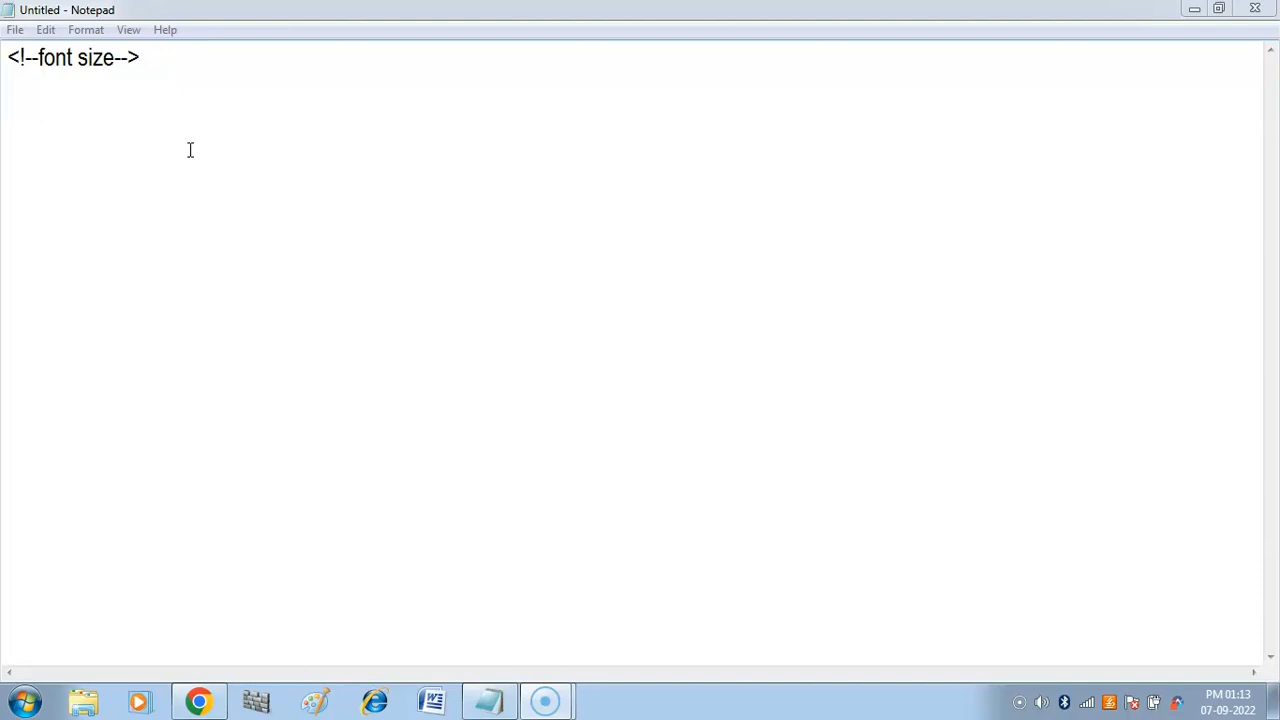 Untitled - Notepad
File Edit Format View Help
<!--font size-->
PM 01:13
07-09-2022